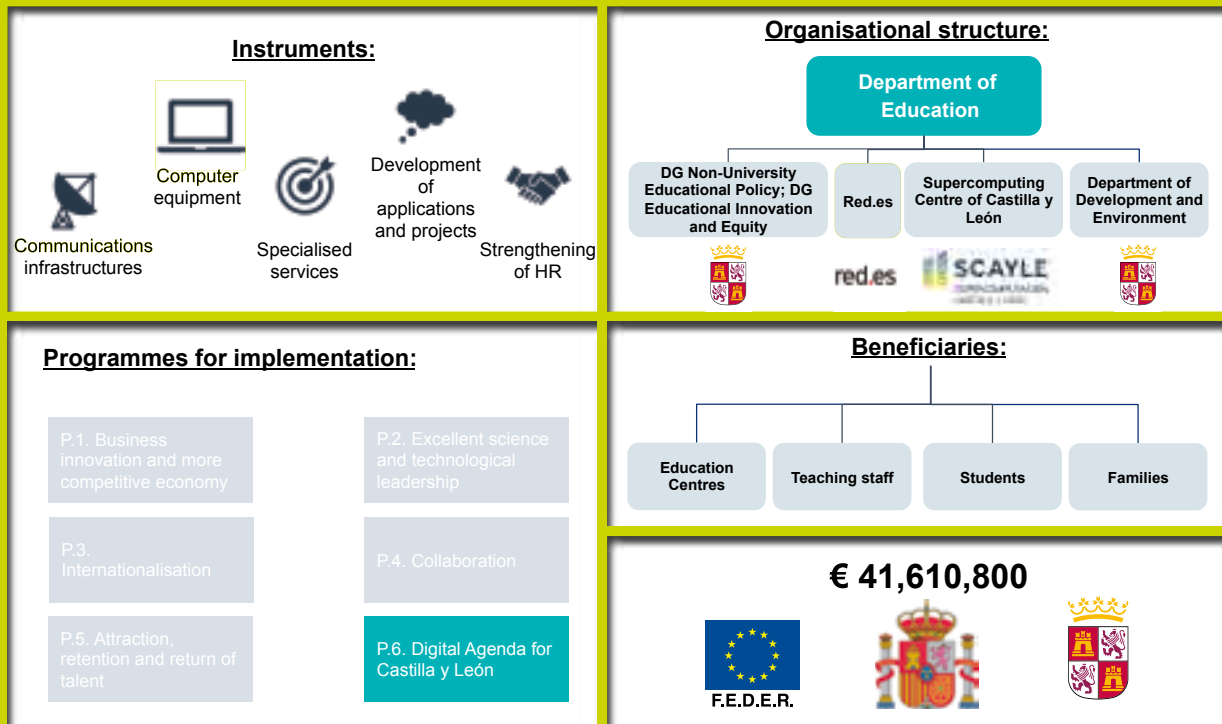 Instruments:
Communications
infrastructures
Computer
equipment
Specialised
services
Development
of
applications
and projects
Strengthening
of HR
Organisational structure:
Department of
Education
DG Non-University
Educational Policy; DG
Educational Innovation
and Equity
Red.es
Supercomputing
Centre of Castilla y
León
Department of
Development and
Environment
red.es
SCAYLE
Programmes for implementation:
P.1. Business
innovation and more
competitive economy
P.2. Excellent science
and technological
leadership
P.3.
Internationalisation
P.4. Collaboration
P.5. Attraction,
retention and return of
talent
P.6. Digital Agenda for
Castilla y León
Beneficiaries:
Education
Centres
Teaching staff
Students
Families
€ 41,610,800
F.E.D.E.R.